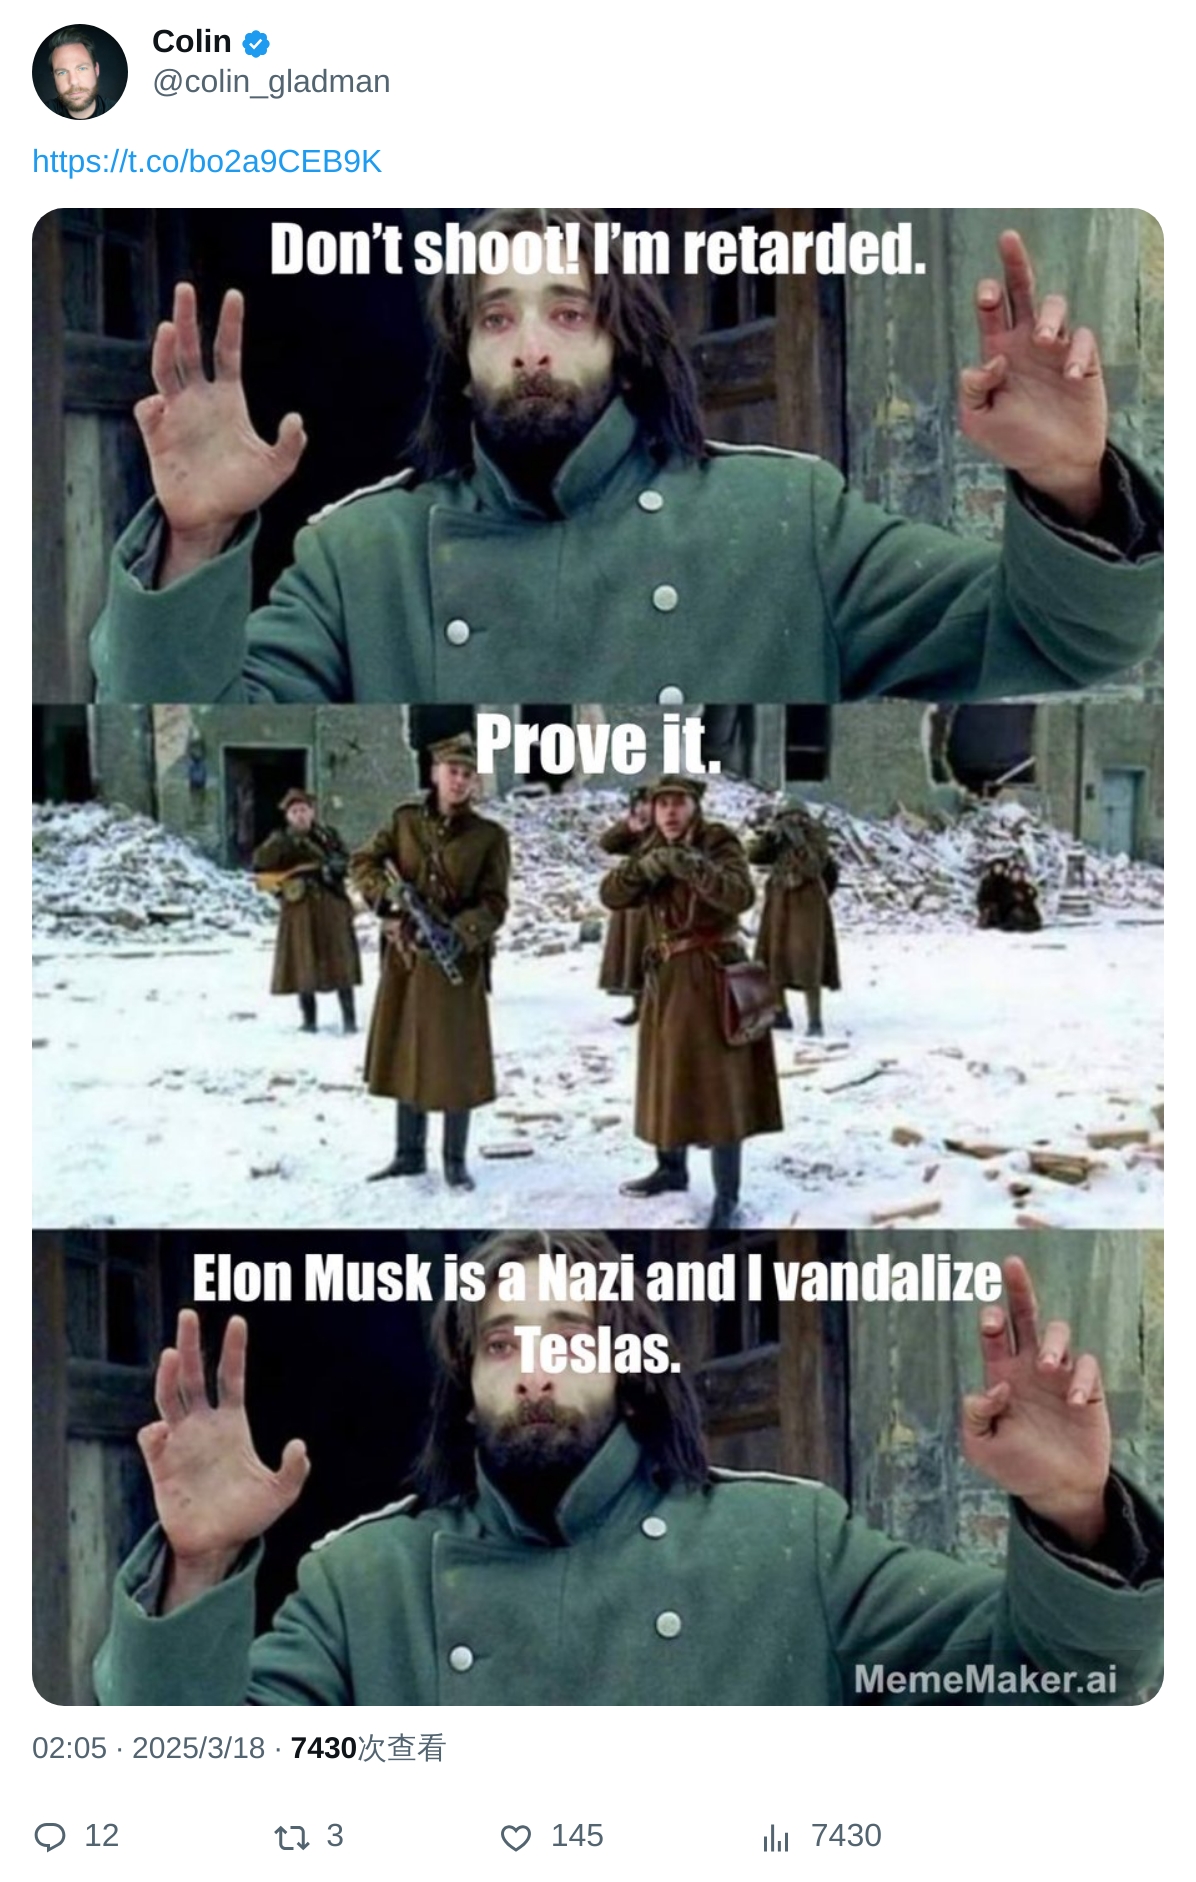 Colin
@colin_gladman
https://t.co/bo2a9CEB9K
Don’t shoot! I’m retarded.
Prove it.
Elon Musk is a Nazi and I vandalize
Teslas.
MemeMaker.ai
02:05 · 2025/3/18 · 7430次查看
12 3 145 7430